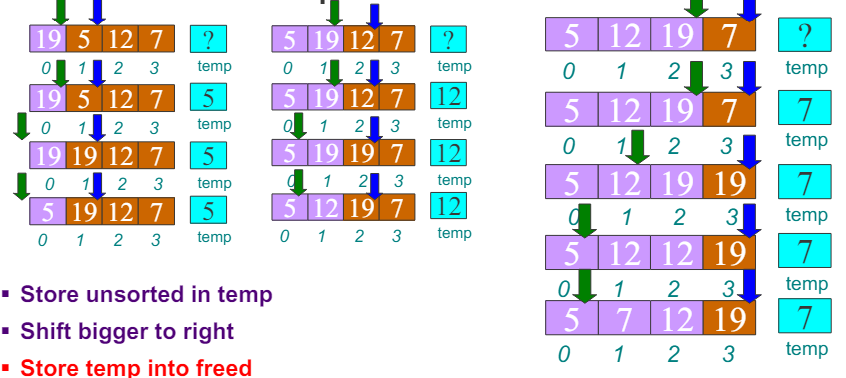 19 5 12 7 ?
0 1 2 3 temp
19 5 12 7 5
0 1 2 3 temp
19 19 12 7 5
0 1 2 3 temp
5 19 12 7 5
0 1 2 3 temp
5 19 12 7 ?
0 1 2 3 temp
5 19 12 7 12
0 1 2 3 temp
5 19 19 7 12
0 1 2 3 temp
5 12 19 7 12
0 1 2 3 temp
5 12 19 7 ?
0 1 2 3 temp
5 12 19 7 7
0 1 2 3 temp
5 12 19 19 7
0 1 2 3 temp
5 12 12 19 7
0 1 2 3 temp
5 7 12 19 7
0 1 2 3 temp
▪ Store unsorted in temp
▪ Shift bigger to right
▪ Store temp into freed